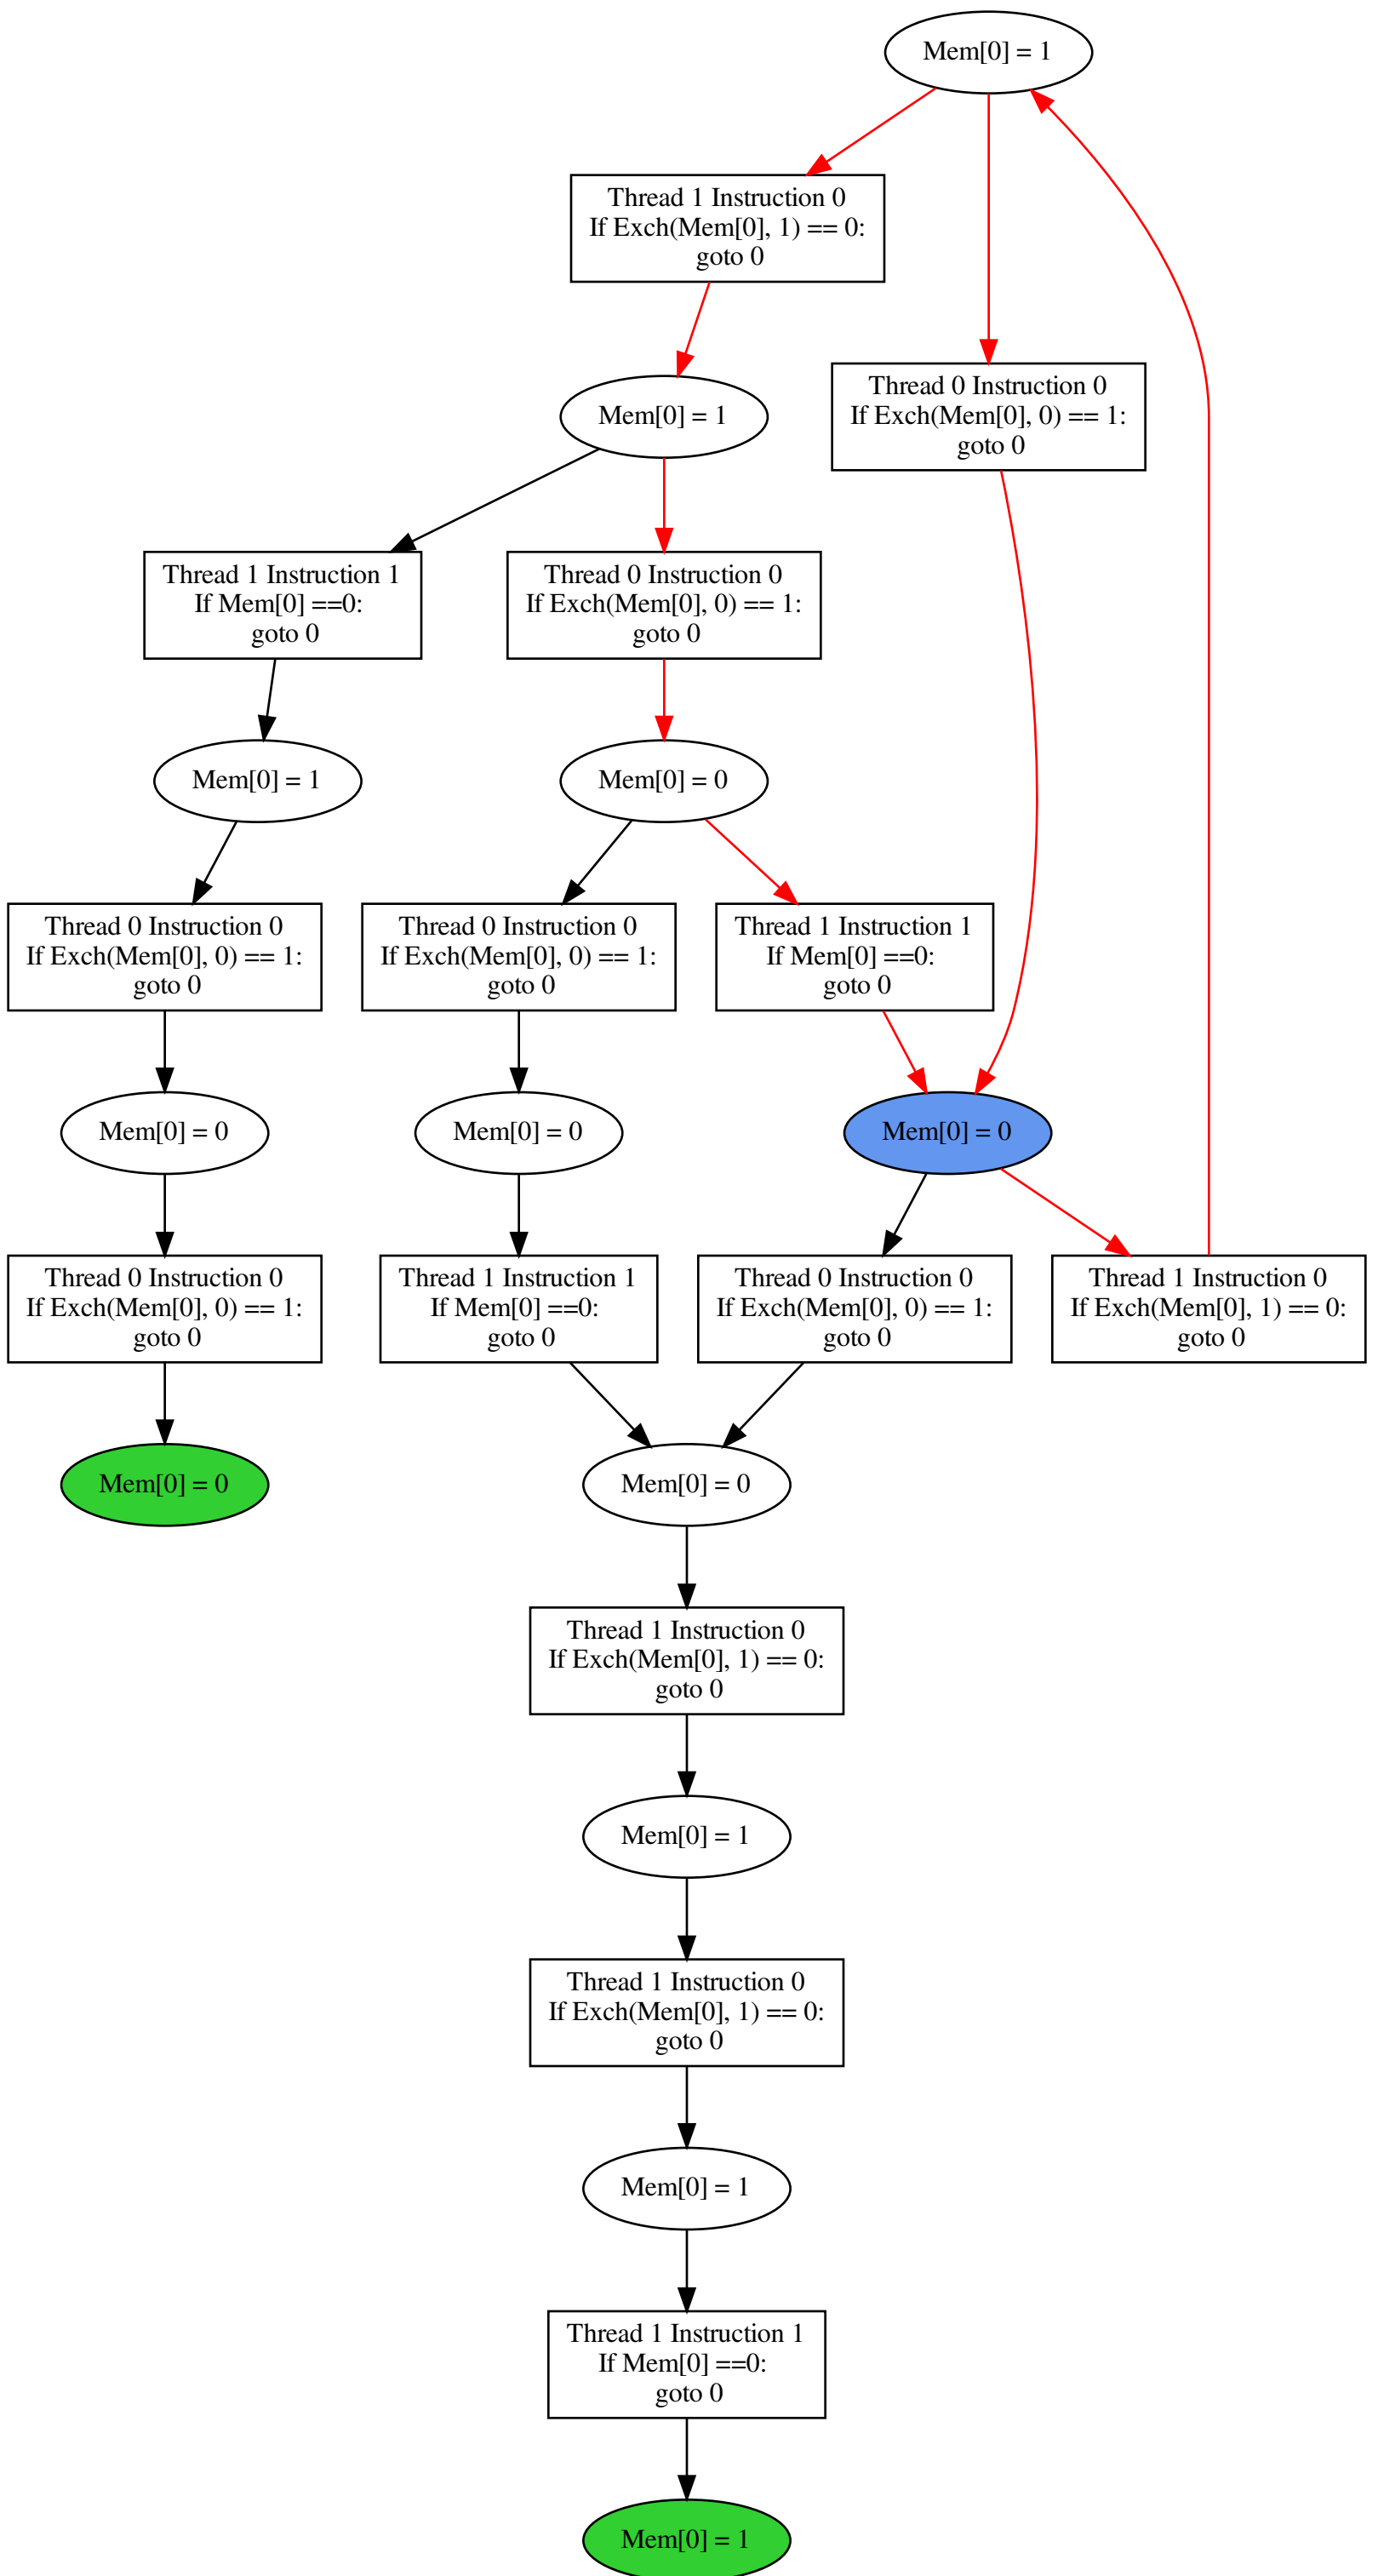 Mem[0] = 1
Thread 1 Instruction 0
If Exch(Mem[0], 1) == 0:
goto 0
Mem[0] = 1
Thread 0 Instruction 0
If Exch(Mem[0], 0) == 1:
goto 0
Thread 1 Instruction 1
If Mem[0] ==0:
goto 0
Thread 0 Instruction 0
If Exch(Mem[0], 0) == 1:
goto 0
Mem[0] = 1
Mem[0] = 0
Thread 0 Instruction 0
If Exch(Mem[0], 0) == 1:
goto 0
Thread 0 Instruction 0
If Exch(Mem[0], 0) == 1:
goto 0
Thread 1 Instruction 1
If Mem[0] ==0:
goto 0
Mem[0] = 0
Mem[0] = 0
Mem[0] = 0
Thread 0 Instruction 0
If Exch(Mem[0], 0) == 1:
goto 0
Thread 1 Instruction 1
If Mem[0] ==0:
goto 0
Thread 0 Instruction 0
If Exch(Mem[0], 0) == 1:
goto 0
Thread 1 Instruction 0
If Exch(Mem[0], 1) == 0:
goto 0
Mem[0] = 0
Mem[0] = 0
Thread 1 Instruction 0
If Exch(Mem[0], 1) == 0:
goto 0
Mem[0] = 1
Thread 1 Instruction 0
If Exch(Mem[0], 1) == 0:
goto 0
Mem[0] = 1
Thread 1 Instruction 1
If Mem[0] ==0:
goto 0
Mem[0] = 1